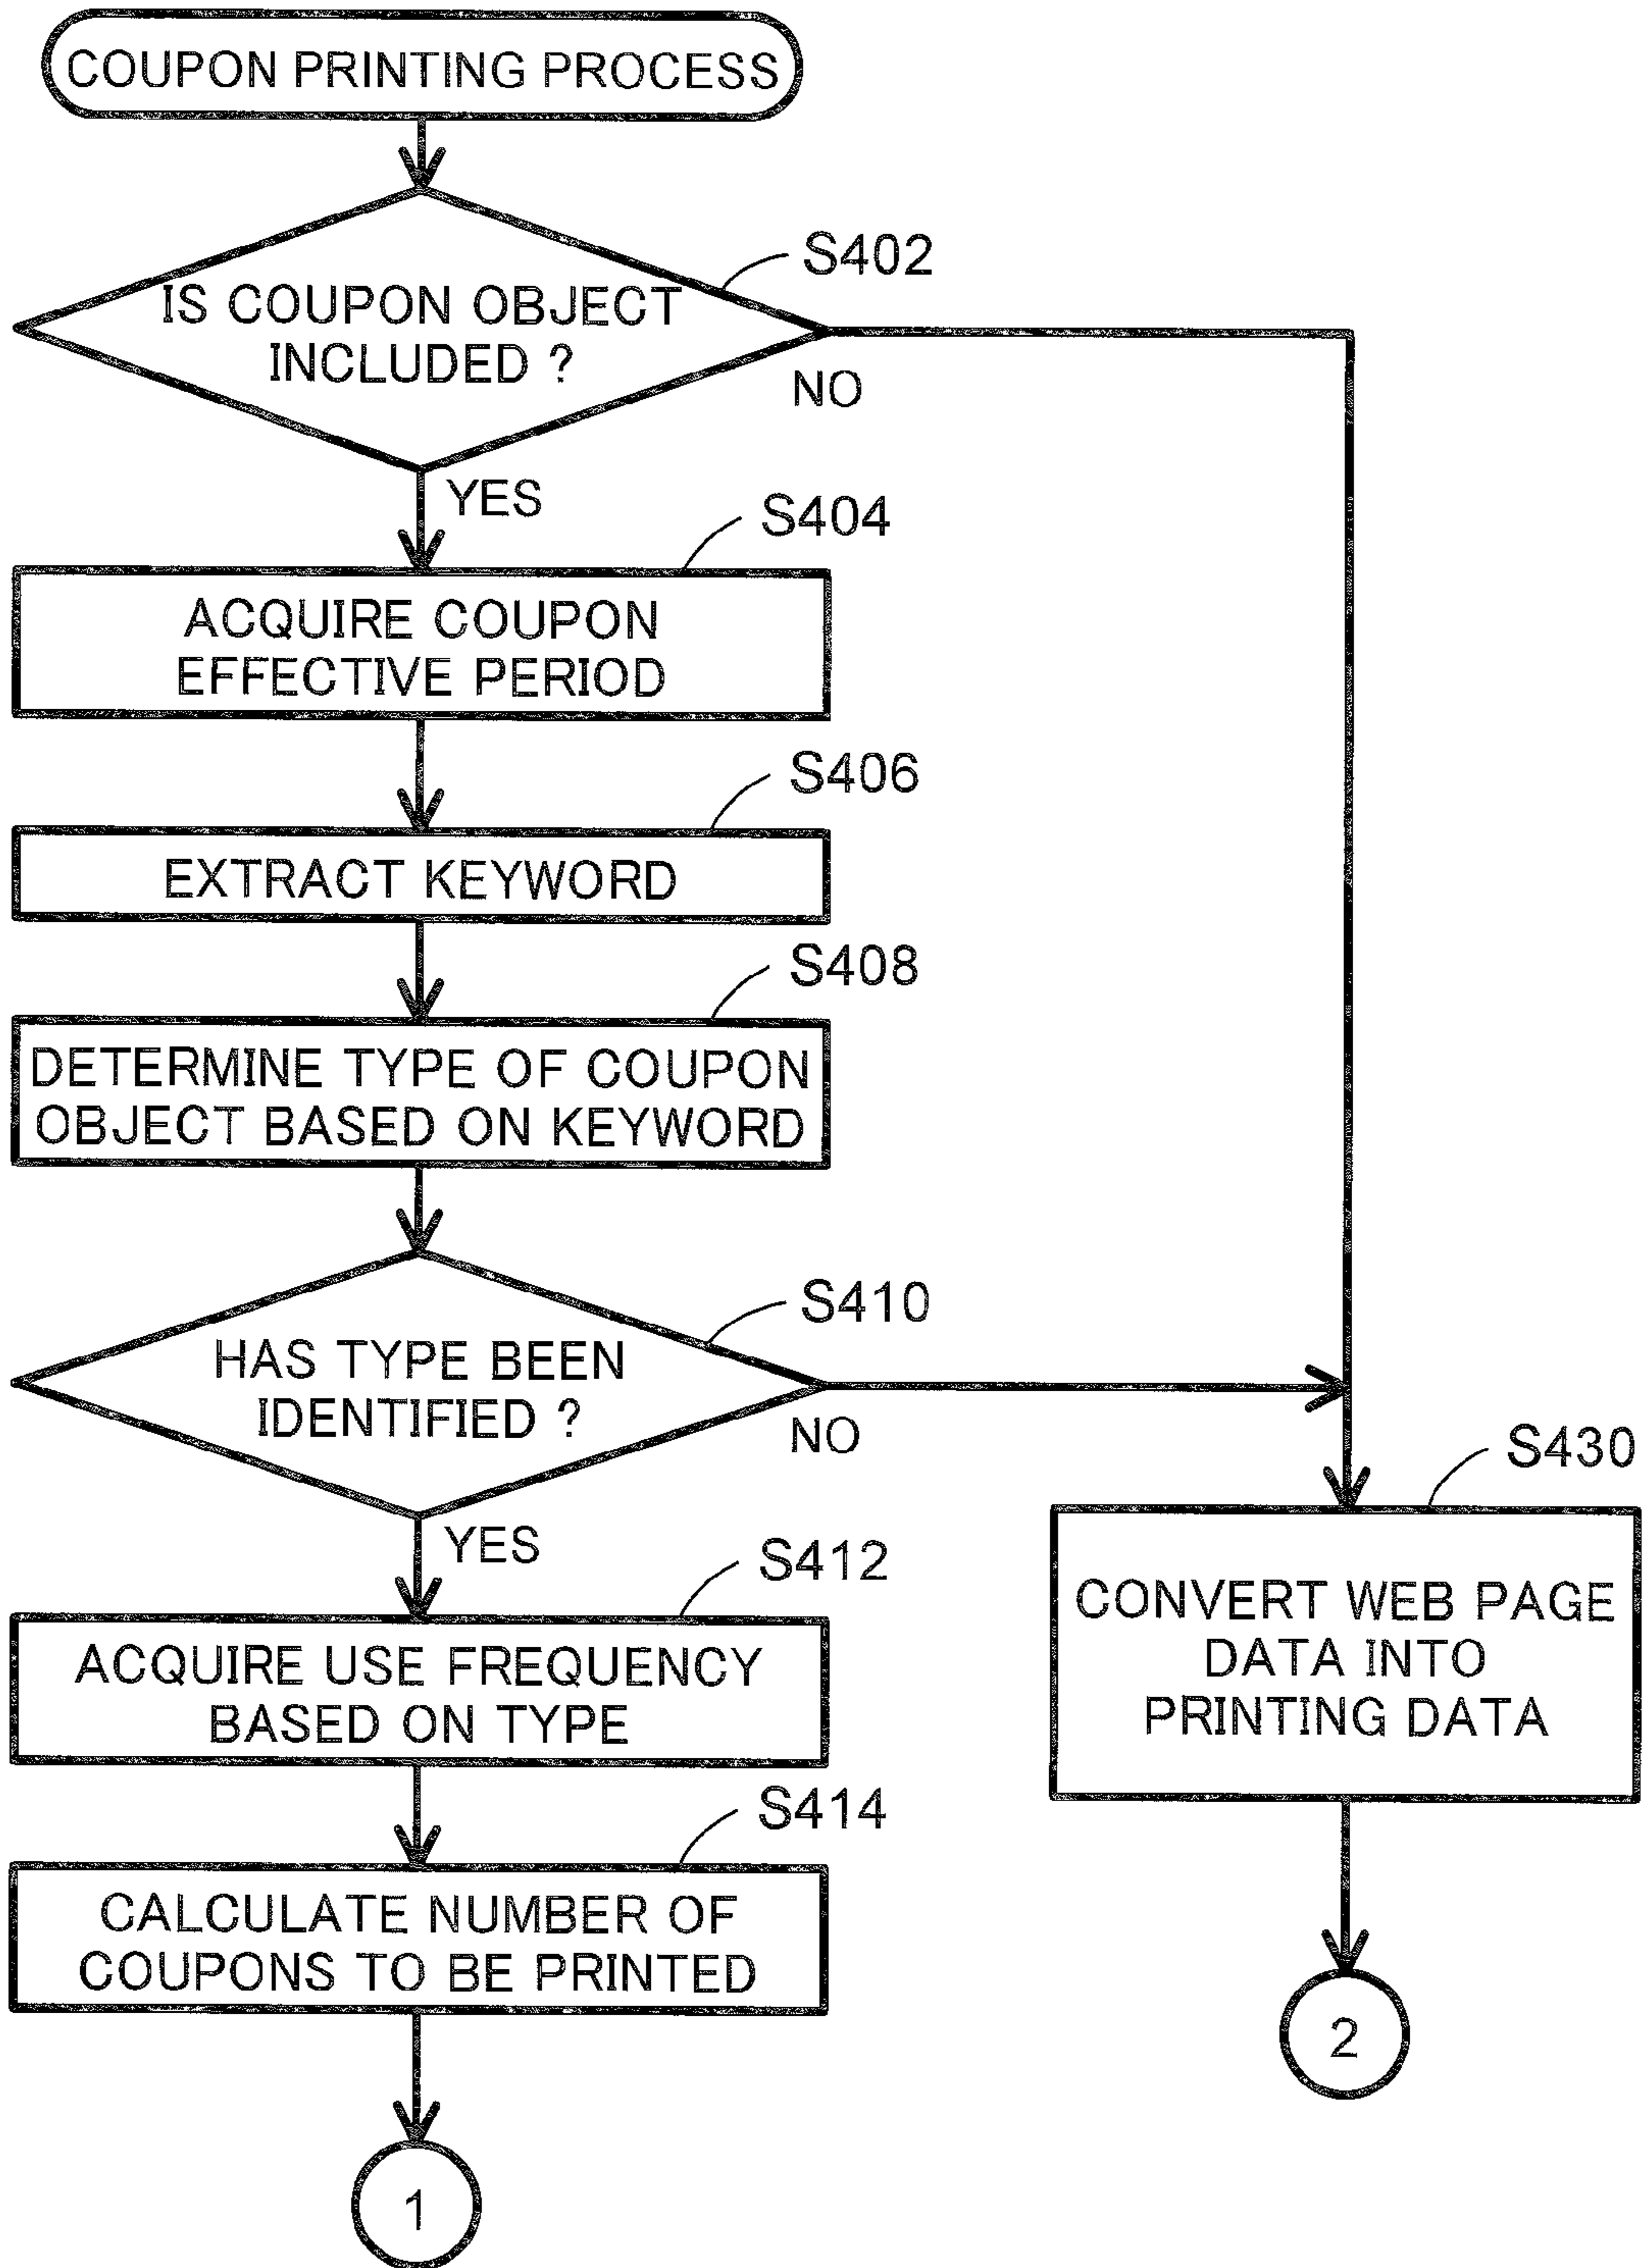 COUPON PRINTING PROCESS
S402
IS COUPON OBJECT
INCLUDED ?
NO
YES
S404
ACQUIRE COUPON
EFFECTIVE PERIOD
S406
EXTRACT KEYWORD
S408
DETERMINE TYPE OF COUPON
OBJECT BASED ON KEYWORD
S410
HAS TYPE BEEN
IDENTIFIED ?
NO
YES
S430
CONVERT WEB PAGE
DATA INTO
PRINTING DATA
S412
ACQUIRE USE FREQUENCY
BASED ON TYPE
S414
CALCULATE NUMBER OF
COUPONS TO BE PRINTED
2
1